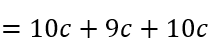 = 10c + 9c + 10c